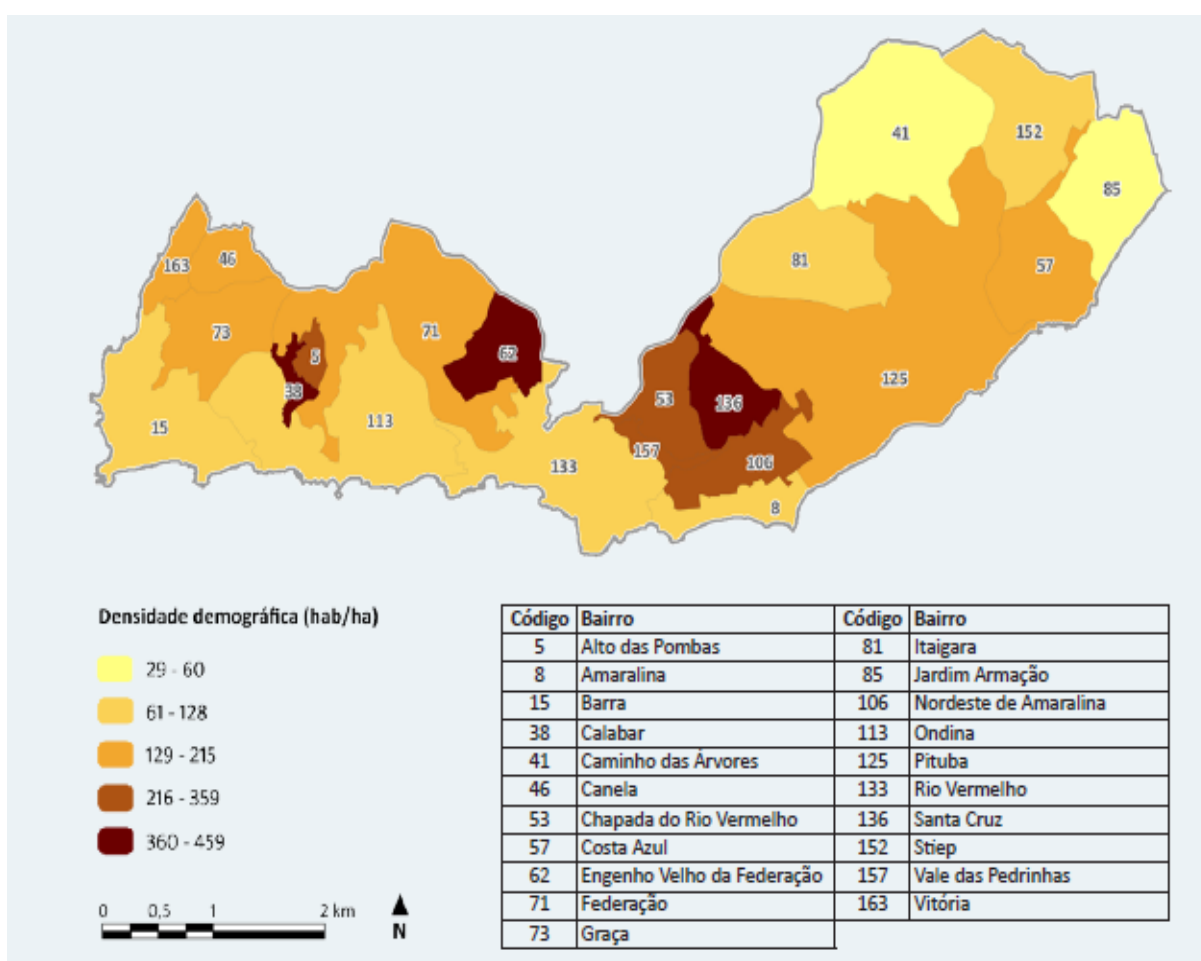 41
152
85
163
46
81
57
73
71
5
62
38
125
53
136
15
113
157
106
133
8
Densidade demográfica (hab/ha)
29 - 60
61 - 128
129 - 215
216 - 359
360 - 459
0 0,5 1 2 km
N
Código Bairro Código Bairro
5 Alto das Pombas 81 Itaigara
8 Amaralina 85 Jardim Armação
15 Barra 106 Nordeste de Amaralina
38 Calabar 113 Ondina
41 Caminho das Árvores 125 Pituba
46 Canela 133 Rio Vermelho
53 Chapada do Rio Vermelho 136 Santa Cruz
57 Costa Azul 152 Stiep
62 Engenho Velho da Federação 157 Vale das Pedrinhas
71 Federação 163 Vitória
73 Graça